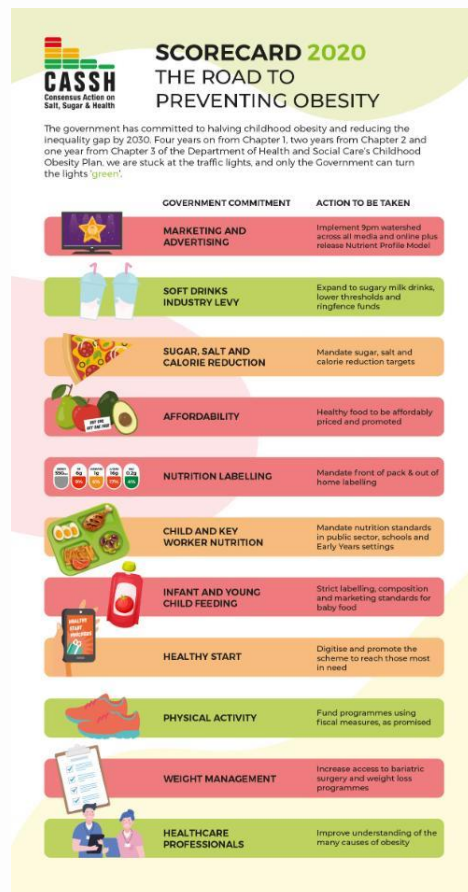 CASSH
Consensus Action on
Salt, Sugar & Health
SCORECARD 2020
THE ROAD TO
PREVENTING OBESITY
The government has committed to halving childhood obesity and reducing the
inequality gap by 2030. Four years on from Chapter 1, two years from Chapter 2 and
one year from Chapter 3 of the Department of Health and Social Care's Childhood
Obesity Plan, we are stuck at the traffic lights, and only the Government can turn
the lights 'green'.
GOVERNMENT COMMITMENT
ACTION TO BE TAKEN
MARKETING AND
ADVERTISING
Implement 9pm watershed
across all media and online plus
release Nutrient Profile Model
SOFT DRINKS
INDUSTRY LEVY
Expand to sugary milk drinks,
lower thresholds and
ringfence funds
SUGAR, SALT AND
CALORIE REDUCTION
Mandate sugar, salt and
calorie reduction targets
AFFORDABILITY
Healthy food to be affordably
priced and promoted
NUTRITION LABELLING
Mandate front of pack & out of
home labelling
CHILD AND KEY
WORKER NUTRITION
Mandate nutrition standards
in public sector, schools and
Early Years settings
INFANT AND YOUNG
CHILD FEEDING
Strict labelling, composition
and marketing standards for
baby food
HEALTHY
START
HEALTHY START
Digitise and promote the
scheme to reach those most
in need
PHYSICAL ACTIVITY
Fund programmes using
fiscal measures, as promised
WEIGHT MANAGEMENT
Increase access to bariatric
surgery and weight loss
programmes
HEALTHCARE
PROFESSIONALS
Improve understanding of the
many causes of obesity